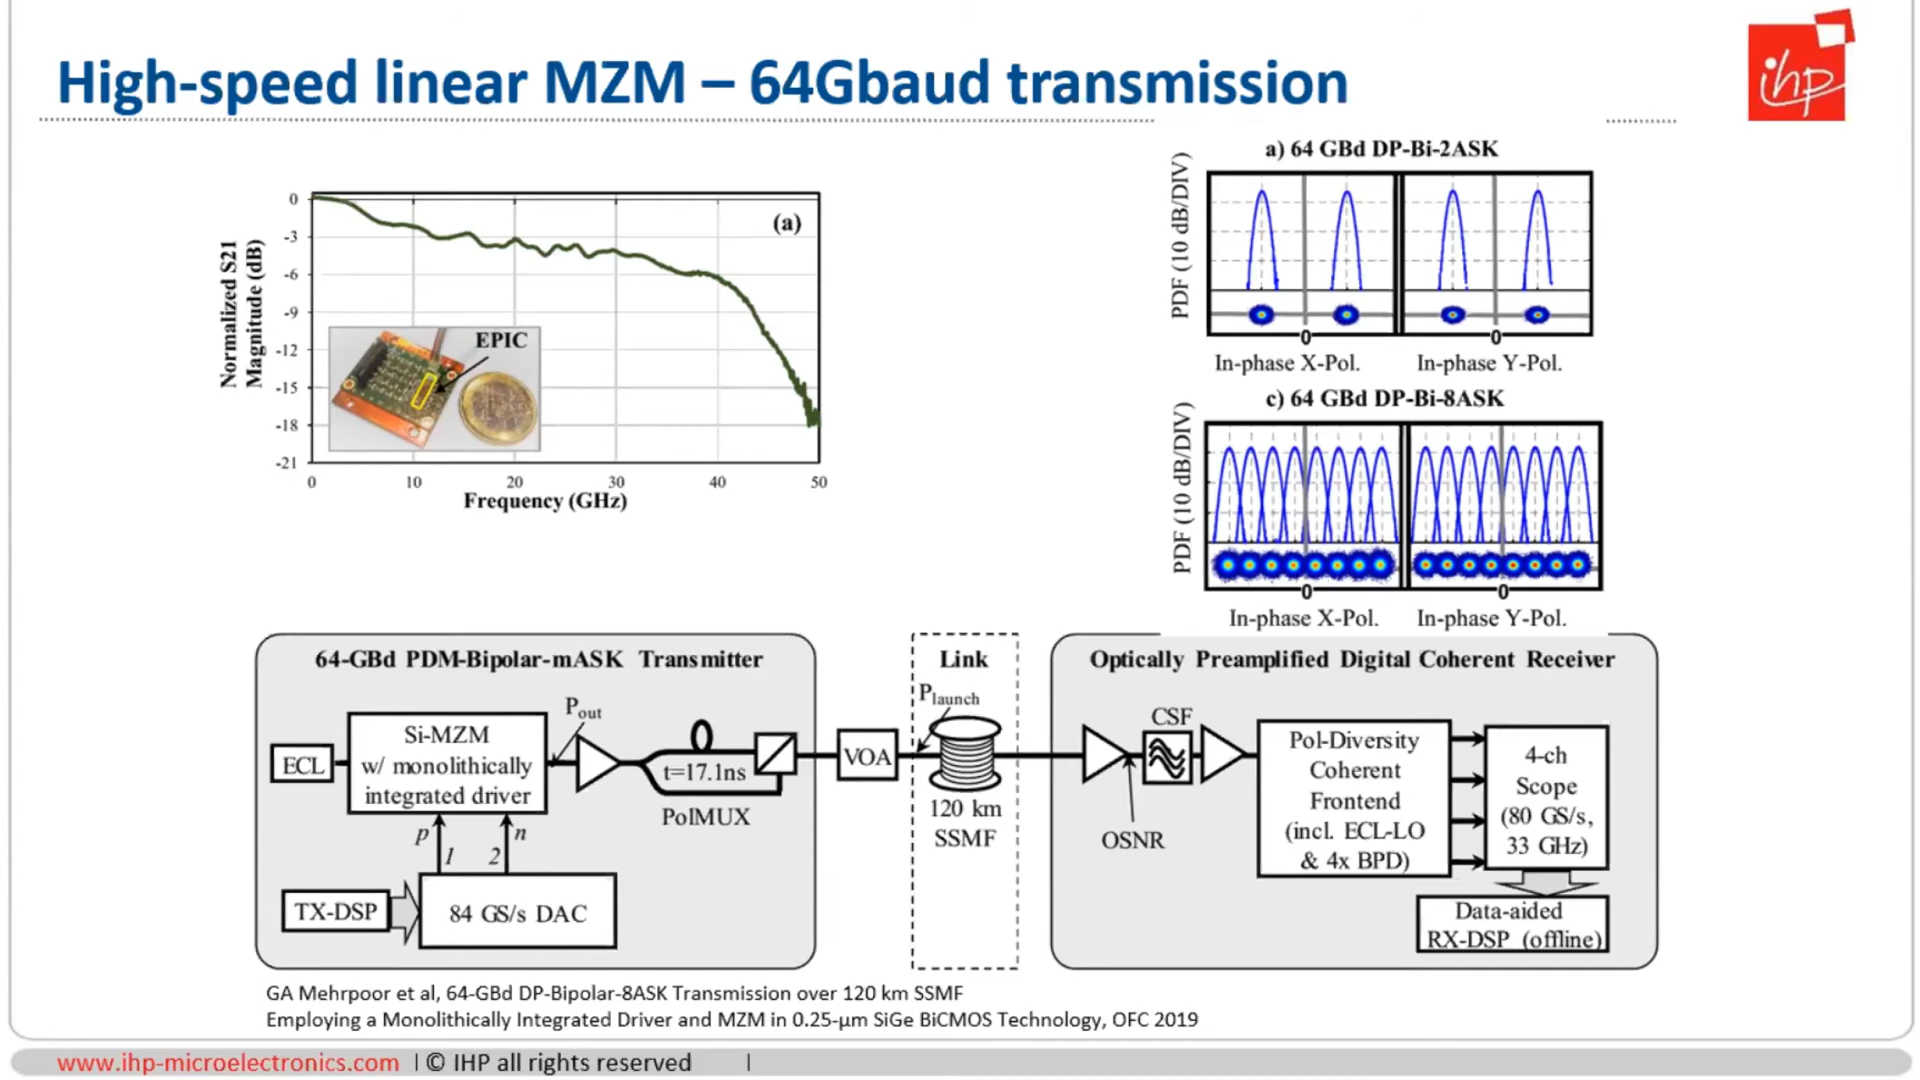 High-speed linear MZM – 64Gbaud transmission
ihp
Normalized S21
Magnitude (dB)
0
-3
-6
-9
-12
-15
-18
-21
(a)
EPIC
0 10 20 30 40 50
Frequency (GHz)
a) 64 GBd DP-Bi-2ASK
PDF (10 dB/DIV)
0 0
In-phase X-Pol. In-phase Y-Pol.
c) 64 GBd DP-Bi-8ASK
PDF (10 dB/DIV)
0 0
In-phase X-Pol. In-phase Y-Pol.
64-GBd PDM-Bipolar-mASK Transmitter
ECL
Si-MZM
w/ monolithically
integrated driver
Pout
t=17.1ns
PolMUX
p 1 2 n
TX-DSP
84 GS/s DAC
VOA
Link
Plaunch
120 km
SSMF
Optically Preamplified Digital Coherent Receiver
CSF
OSNR
Pol-Diversity
Coherent
Frontend
(incl. ECL-LO
& 4x BPD)
4-ch
Scope
(80 GS/s,
33 GHz)
Data-aided
RX-DSP (offline)
GA Mehrpoor et al, 64-GBd DP-Bipolar-8ASK Transmission over 120 km SSMF
Employing a Monolithically Integrated Driver and MZM in 0.25-µm SiGe BiCMOS Technology, OFC 2019
www.ihp-microelectronics.com | © IHP all rights reserved |